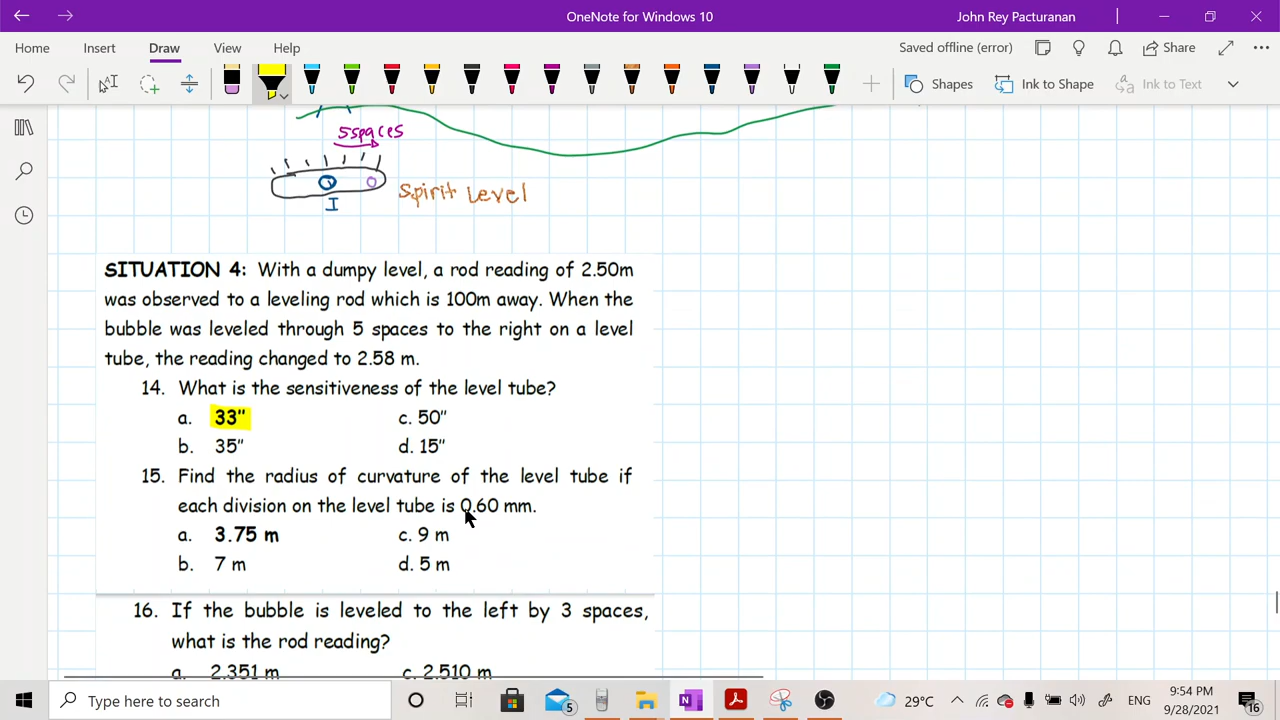 OneNote for Windows 10
John Rey Pacturanan
Home Insert Draw View Help
Saved offline (error)
Share
Shapes
Ink to Shape
Ink to Text
5spaces
I
Spirit Level
SITUATION 4: With a dumpy level, a rod reading of 2.50m
was observed to a leveling rod which is 100m away. When the
bubble was leveled through 5 spaces to the right on a level
tube, the reading changed to 2.58 m.
14. What is the sensitiveness of the level tube?
a. 33" c. 50"
b. 35" d. 15"
15. Find the radius of curvature of the level tube if
each division on the level tube is 0.60 mm.
a. 3.75 m c. 9 m
b. 7 m d. 5 m
16. If the bubble is leveled to the left by 3 spaces,
what is the rod reading?
a. 2.351 m c. 2.510 m
Type here to search
5
29°C
ENG
9:54 PM
9/28/2021
16